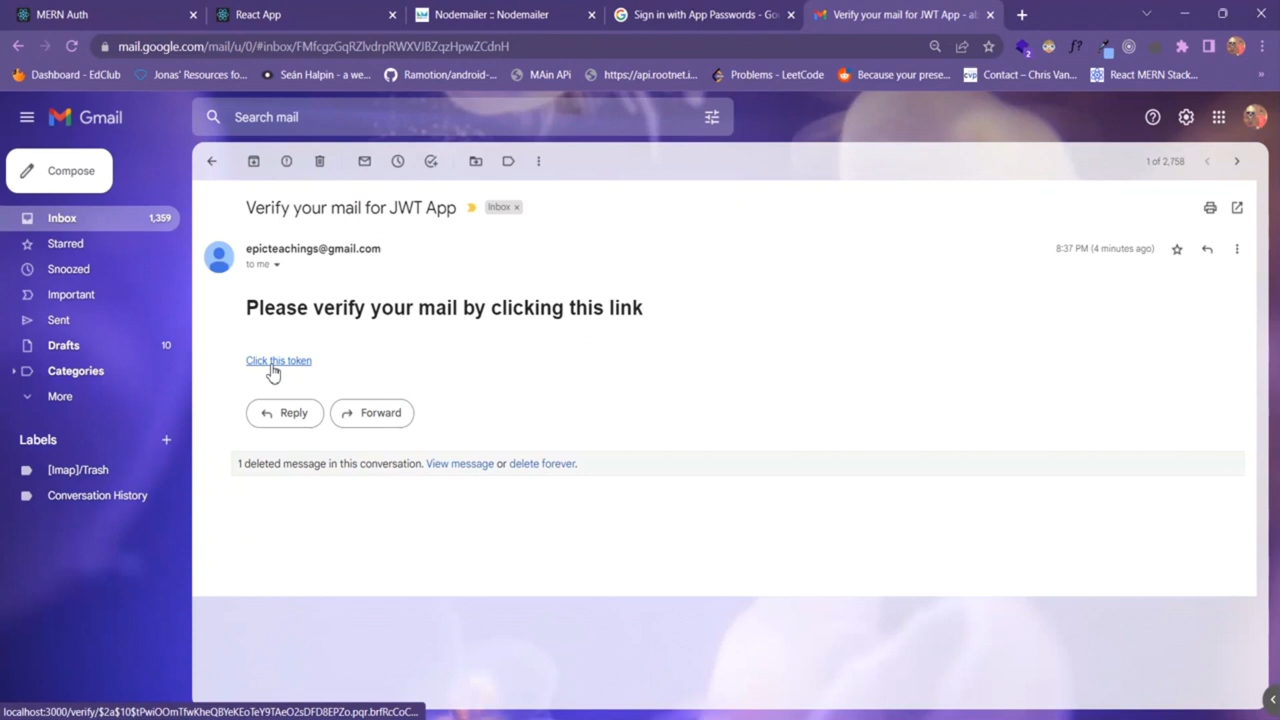 MERN Auth
React App
Nodemailer :: Nodemailer
Sign in with App Passwords - Go
Verify your mail for JWT App - al
mail.google.com/mail/u/0/#inbox/FMfcgzGqRZlvdrpRWXVJBZqzHpwZCdnH
Dashboard - EdClub
Jonas' Resources fo...
Seán Halpin - a we...
Ramotion/android-...
MAin APi
https://api.rootnet.i...
Problems - LeetCode
Because your prese...
Contact – Chris Van...
React MERN Stack...
Gmail
Search mail
Compose
1 of 2,758
Inbox 1,359
Starred
Snoozed
Important
Sent
Drafts 10
Categories
More
Labels
[Imap]/Trash
Conversation History
Verify your mail for JWT App
Inbox ×
epicteachings@gmail.com
8:37 PM (4 minutes ago)
to me
Please verify your mail by clicking this link
Click this token
Reply
Forward
1 deleted message in this conversation. View message or delete forever.
localhost:3000/verify/$2a$10$tPwiOOmTfwKheQBYeKEoTeY9TAeO2sDFD8EPZo.pqr.brfRcCoC...